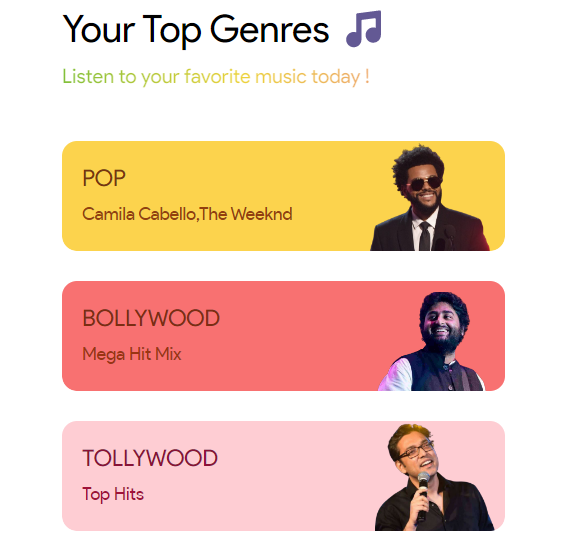 Your Top Genres
Listen to your favorite music today !
POP
Camila Cabello,The Weeknd
BOLLYWOOD
Mega Hit Mix
TOLLYWOOD
Top Hits